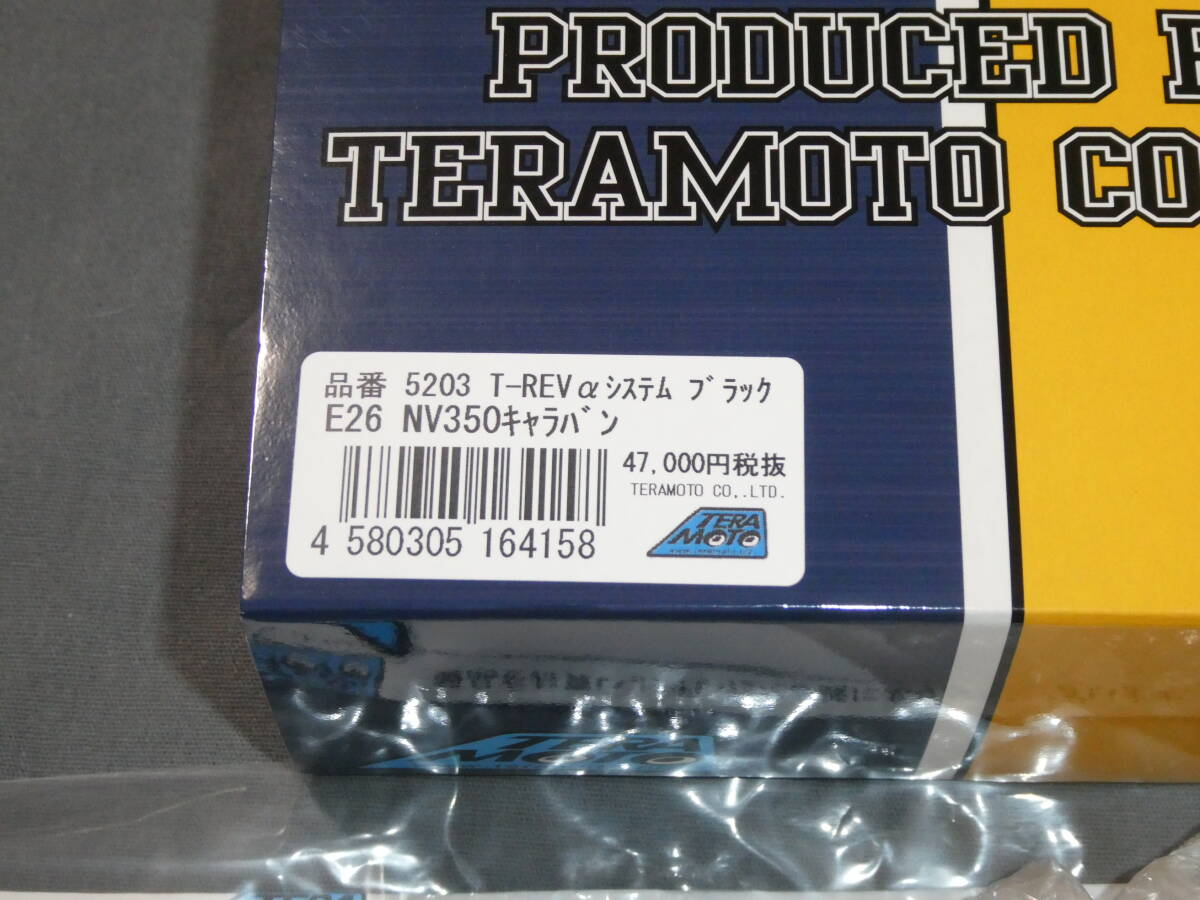 PRODUCED
TERAMOTO CO
品番 5203 T-REVαシステム ブラック
E26 NV350キャラバン
47,000円税抜
TERAMOTO CO,.LTD.
4 580305 164158
TERA
MOTO
TERA
MOTO